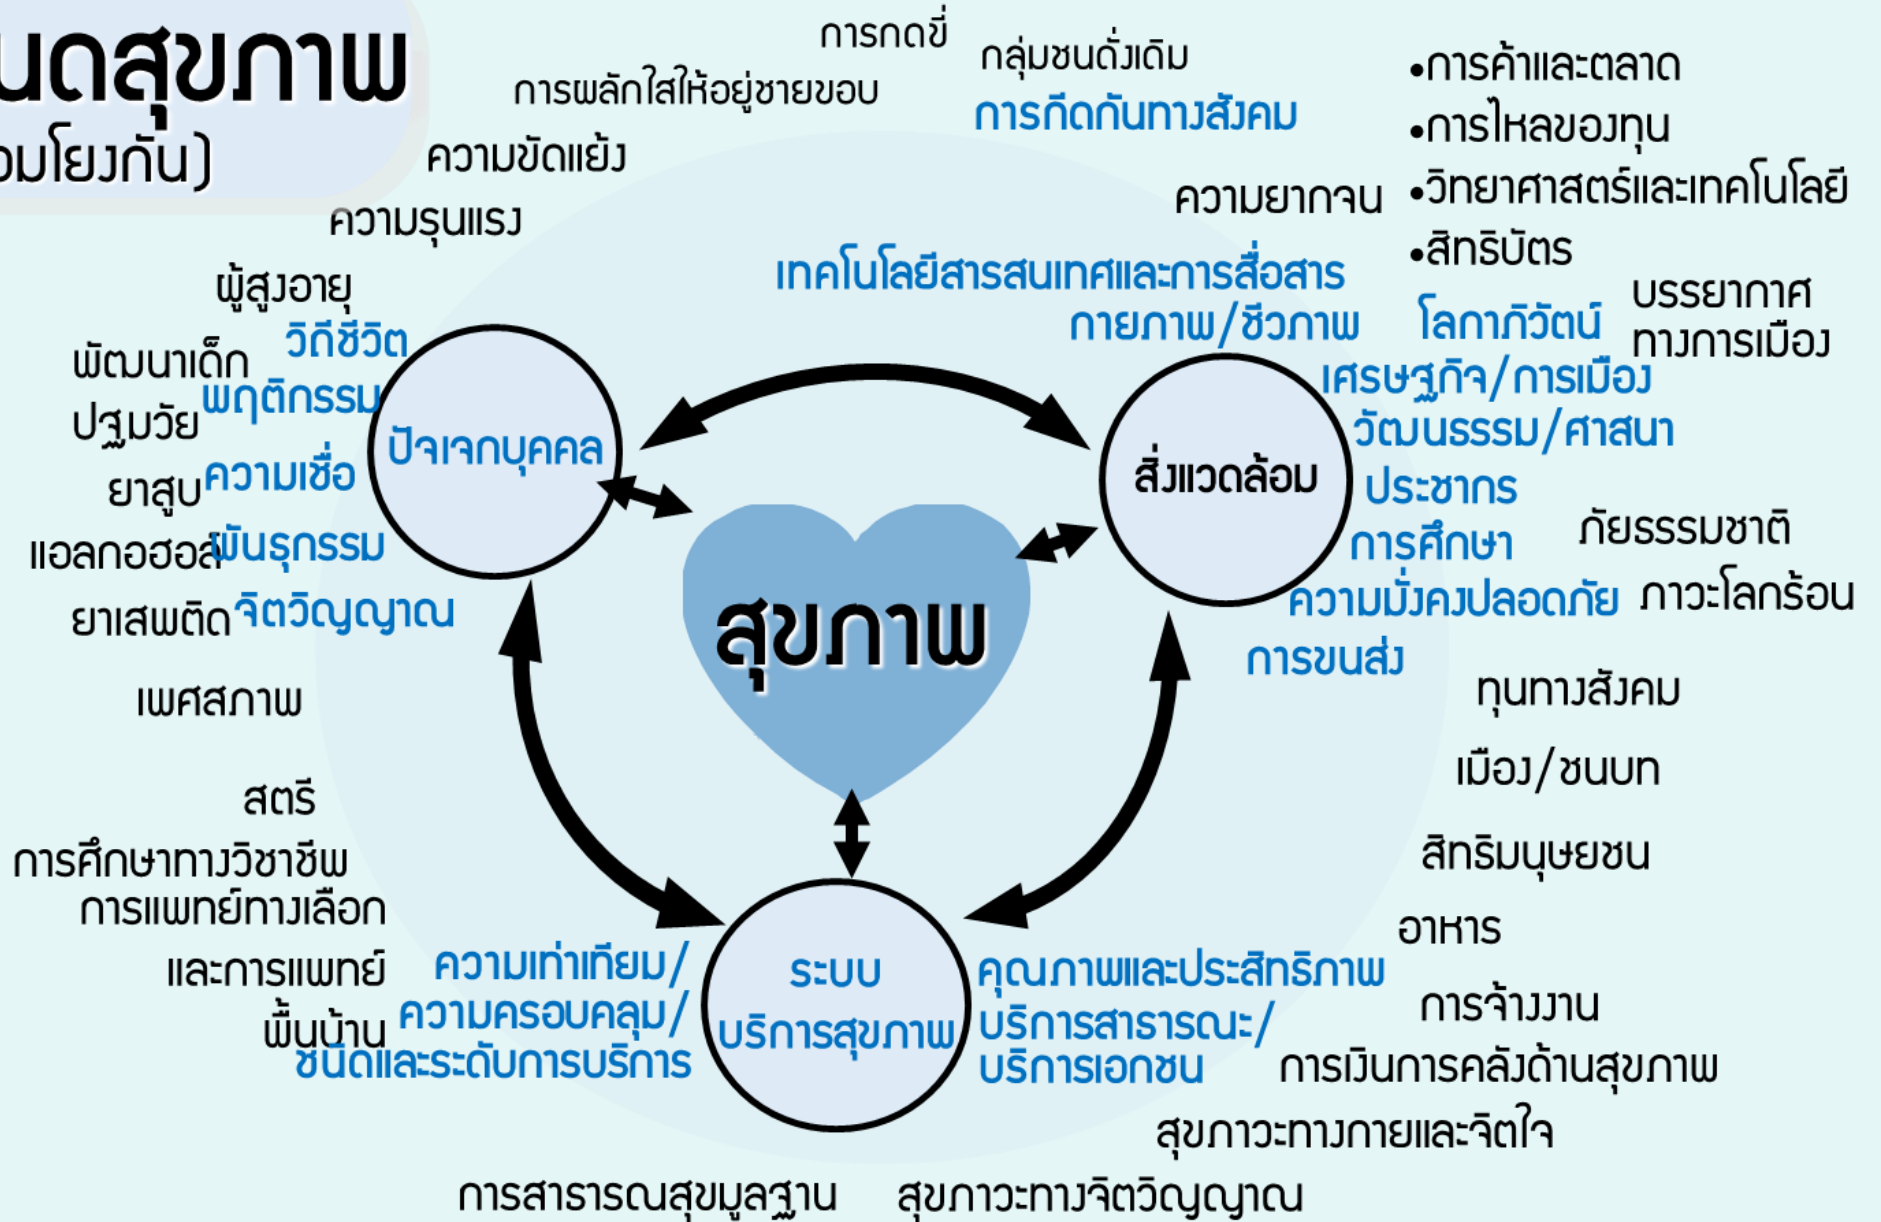 นดสุขภาพ
อมโยงกัน)
การกดขี่
กลุ่มชนดั่งเดิม
การผลักใสให้อยู่ชายขอบ
การกีดกันทางสังคม
ความขัดแย้ง
ความรุนแรง
ความยากจน
•การค้าและตลาด
•การไหลของทุน
•วิทยาศาสตร์และเทคโนโลยี
•สิทธิบัตร
บรรยากาศ
ทางการเมือง
เทคโนโลยีสารสนเทศและการสื่อสาร
กายภาพ/ชีวภาพ
โลกาภิวัตน์
เศรษฐกิจ/การเมือง
วัฒนธรรม/ศาสนา
ประชากร
การศึกษา
ความมั่งคงปลอดภัย
การขนส่ง
สิ่งแวดล้อม
ผู้สูงอายุ
วิถีชีวิต
พัฒนาเด็ก
พฤติกรรม
ปฐมวัย
ความเชื่อ
ยาสูบ
พันธุกรรม
แอลกอฮอล์
จิตวิญญาณ
ยาเสพติด
ปัจเจกบุคคล
สุขภาพ
ภัยธรรมชาติ
ภาวะโลกร้อน
ทุนทางสังคม
เมือง/ชนบท
สิทธิมนุษยชน
อาหาร
การจ้างงาน
การเงินการคลังด้านสุขภาพ
สุขภาวะทางกายและจิตใจ
สุขภาวะทางจิตวิญญาณ
การสาธารณสุขมูลฐาน
เพศสภาพ
สตรี
การศึกษาทางวิชาชีพ
การแพทย์ทางเลือก
และการแพทย์
พื้นบ้าน
ความเท่าเทียม/
ความครอบคลุม/
ชนิดและระดับการบริการ
ระบบ
บริการสุขภาพ
คุณภาพและประสิทธิภาพ
บริการสาธารณะ/
บริการเอกชน